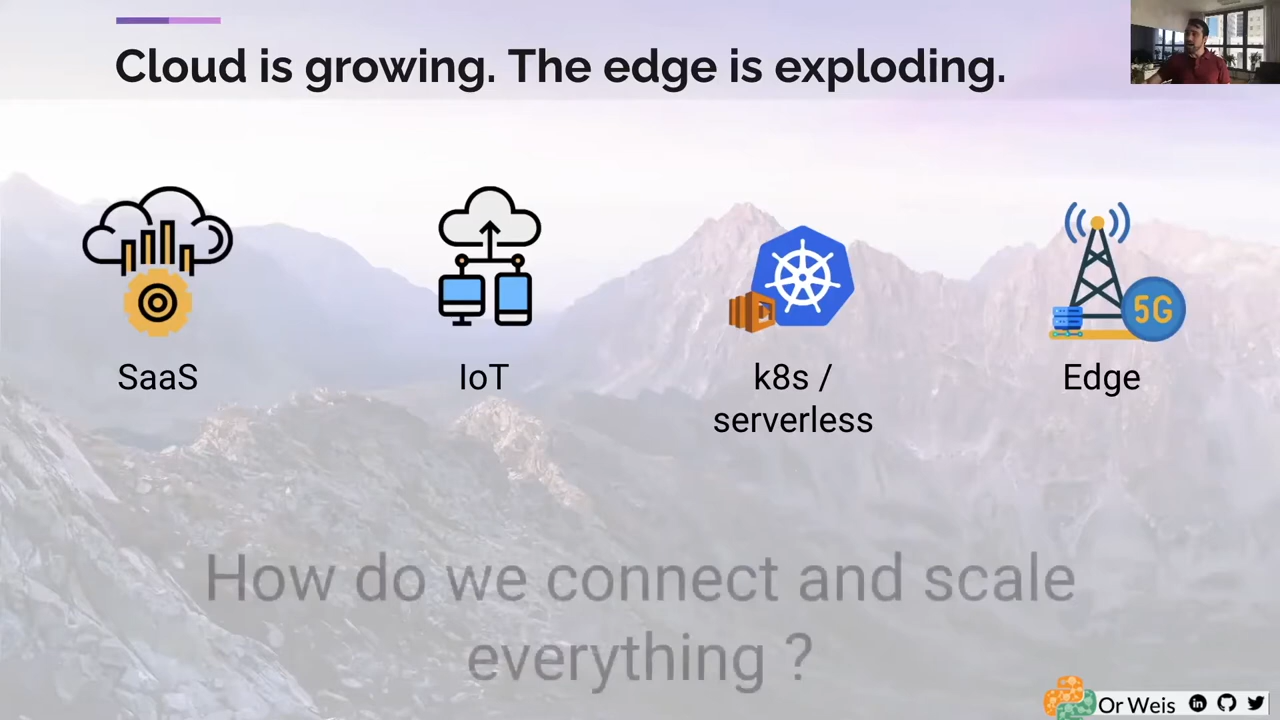 Cloud is growing. The edge is exploding.
5G
SaaS
IoT
k8s /
serverless
Edge
How do we connect and scale
everything ?
Or Weis
in